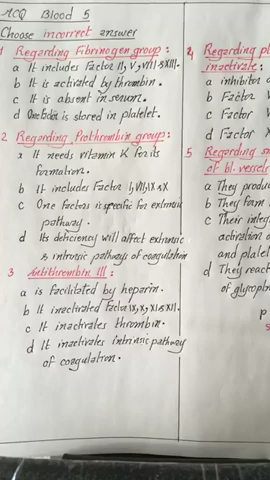 MCQ Blood 5
Choose incorrect answer
1 Regarding Fibrinogen group:
a It includes Factor I, V, VIII & XIII.
b It is activated by thrombin.
c It is absent in serum.
d One factor is stored in platelet.
2 Regarding Prothrombin group:
a It needs vitamin K for its
formation.
b It includes Factor II, VII, IX & X
c One factors is specific for extrinsic
pathway.
d Its deficiency will affect extrinsic
& intrinsic pathway of coagulation
3 Antithrombin III:
a is facilitated by heparin.
b It inactivated factor IX, X, XI & XII.
c It inactivates thrombin.
d It inactivates intrinsic pathway
of coagulation.
4 Regarding
inactivate:
a inhibitor
b Factor
c Factor
d Factor
5 Regarding
of bl. vessels
a They produ
b They form
c Their integ
activation
and platel
d They react
of glycop
P